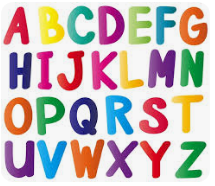 ABCDEFG
HIJKLMN
OPQRST
UVWXYZ